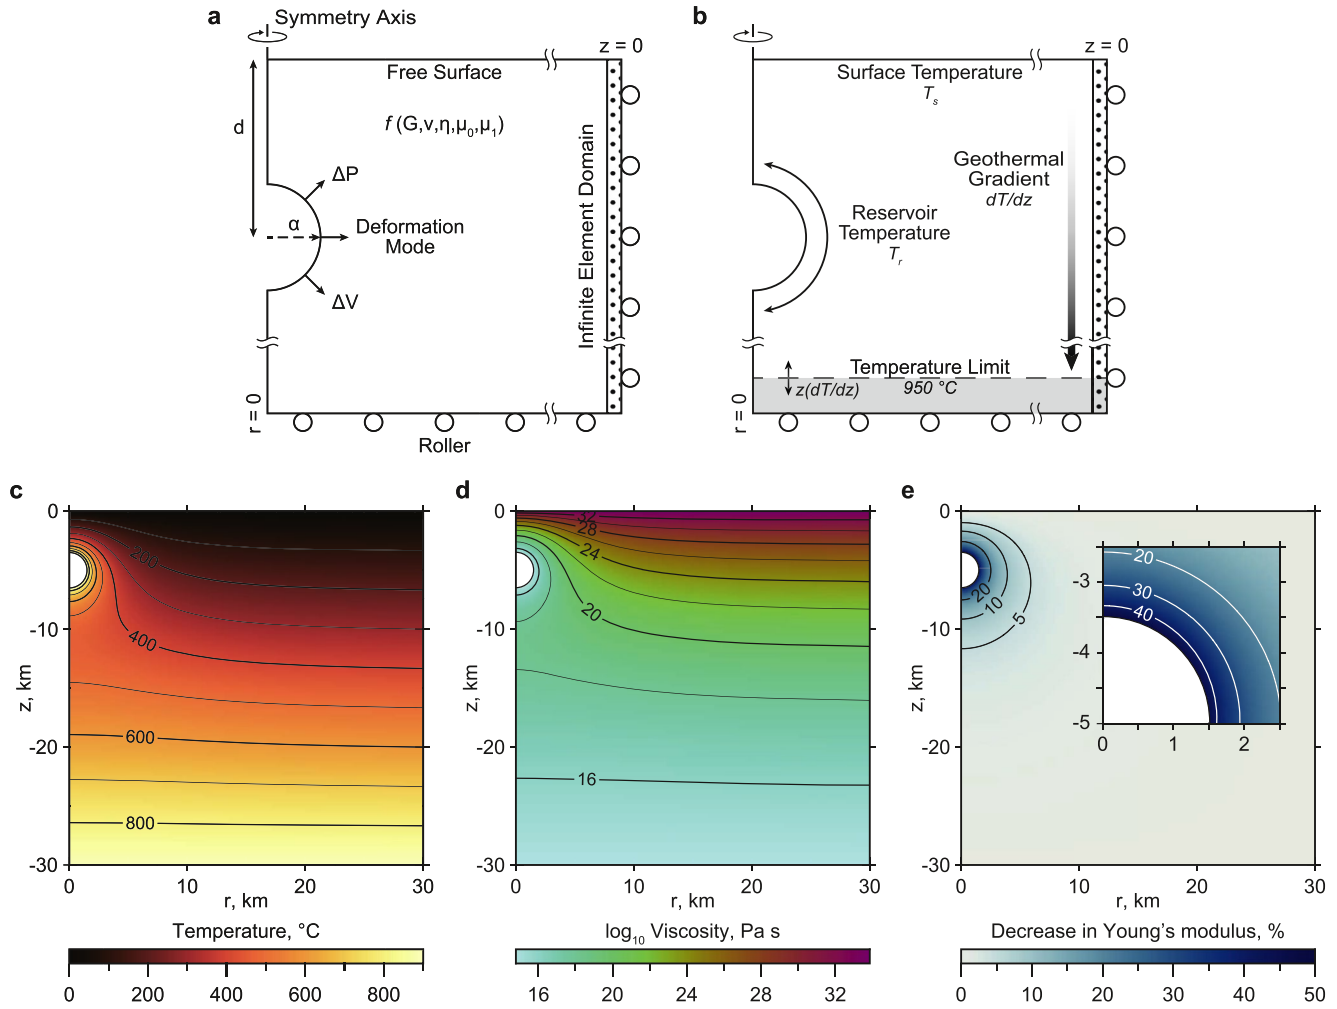 a
Symmetry Axis
z = 0
Free Surface
d
f (G,ν,η,μ₀,μ₁)
ΔP
α
Deformation
Mode
ΔV
Infinite Element Domain
r = 0
Roller
b
z = 0
Surface Temperature
Tₛ
Geothermal
Gradient
dT/dz
Reservoir
Temperature
Tᵣ
Temperature Limit
z(dT/dz)
950 °C
r = 0
c
0
-10
-20
-30
z, km
200
400
600
800
0
10
20
30
r, km
Temperature, °C
0
200
400
600
800
d
0
-10
-20
-30
z, km
32
28
24
20
16
0
10
20
30
r, km
log₁₀ Viscosity, Pa s
16
20
24
28
32
e
0
-10
-20
-30
z, km
20
10
5
20
30
40
-3
-4
-5
0
1
2
0
10
20
30
r, km
Decrease in Young's modulus, %
0
10
20
30
40
50